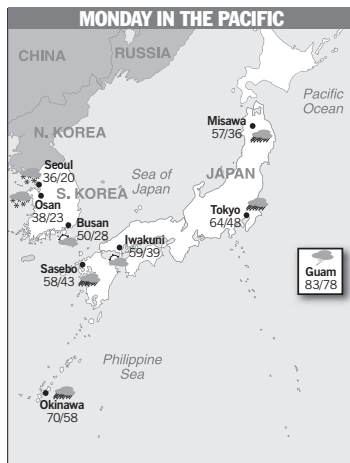 MONDAY IN THE PACIFIC
CHINA
RUSSIA
Pacific
Ocean
Misawa
57/36
N. KOREA
Seoul
36/20
Sea of
Japan
JAPAN
S. KOREA
Osan
38/23
Busan
50/28
Tokyo
64/48
Iwakuni
59/39
Sasebo
58/43
Guam
83/78
Philippine
Sea
Okinawa
70/58